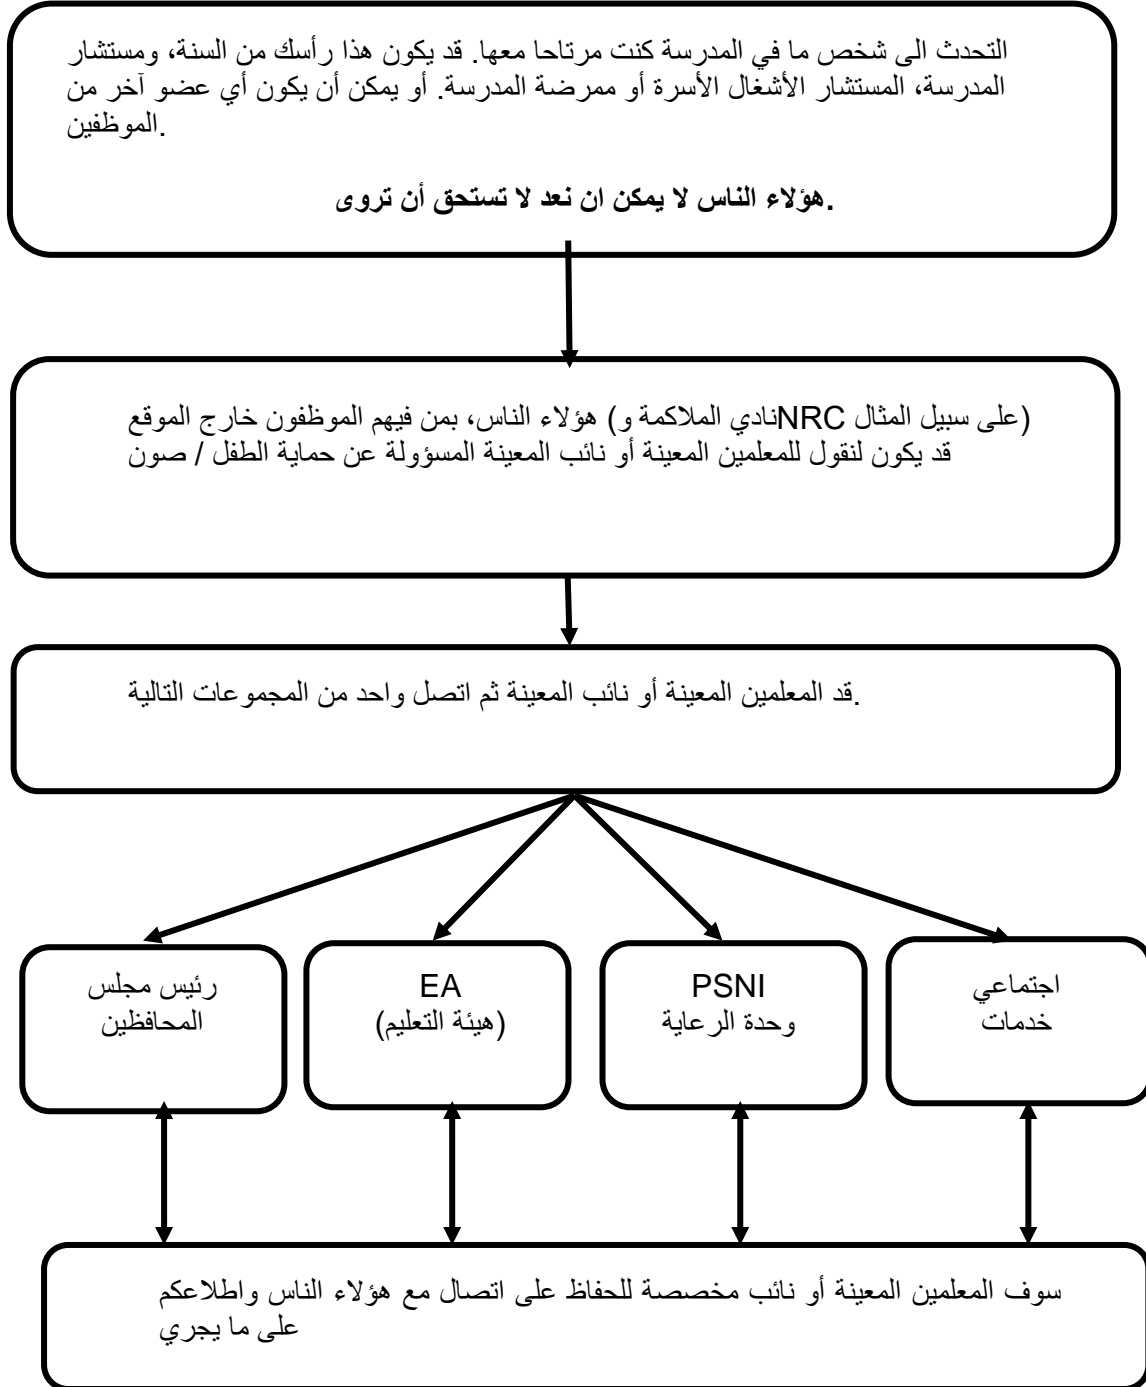 التحدث الى شخص ما في المدرسة كنت مرتاحا معها. قد يكون هذا رأسك من السنة، ومستشار
المدرسة، المستشار الأشغال الأسرة أو ممرضة المدرسة. أو يمكن أن يكون أي عضو آخر من
الموظفين.
هؤلاء الناس لا يمكن ان نعد لا تستحق أن تروى.
(على سبيل المثال NRCنادي الملاكمة و) هؤلاء الناس، بمن فيهم الموظفون خارج الموقع
قد يكون لنقول للمعلمين المعينة أو نائب المعينة المسؤولة عن حماية الطفل / صون
قد المعلمين المعينة أو نائب المعينة ثم اتصل واحد من المجموعات التالية.
اجتماعي
خدمات
PSNI
وحدة الرعاية
EA
(هيئة التعليم)
رئيس مجلس
المحافظين
سوف المعلمين المعينة أو نائب مخصصة للحفاظ على اتصال مع هؤلاء الناس واطلاعكم
على ما يجري